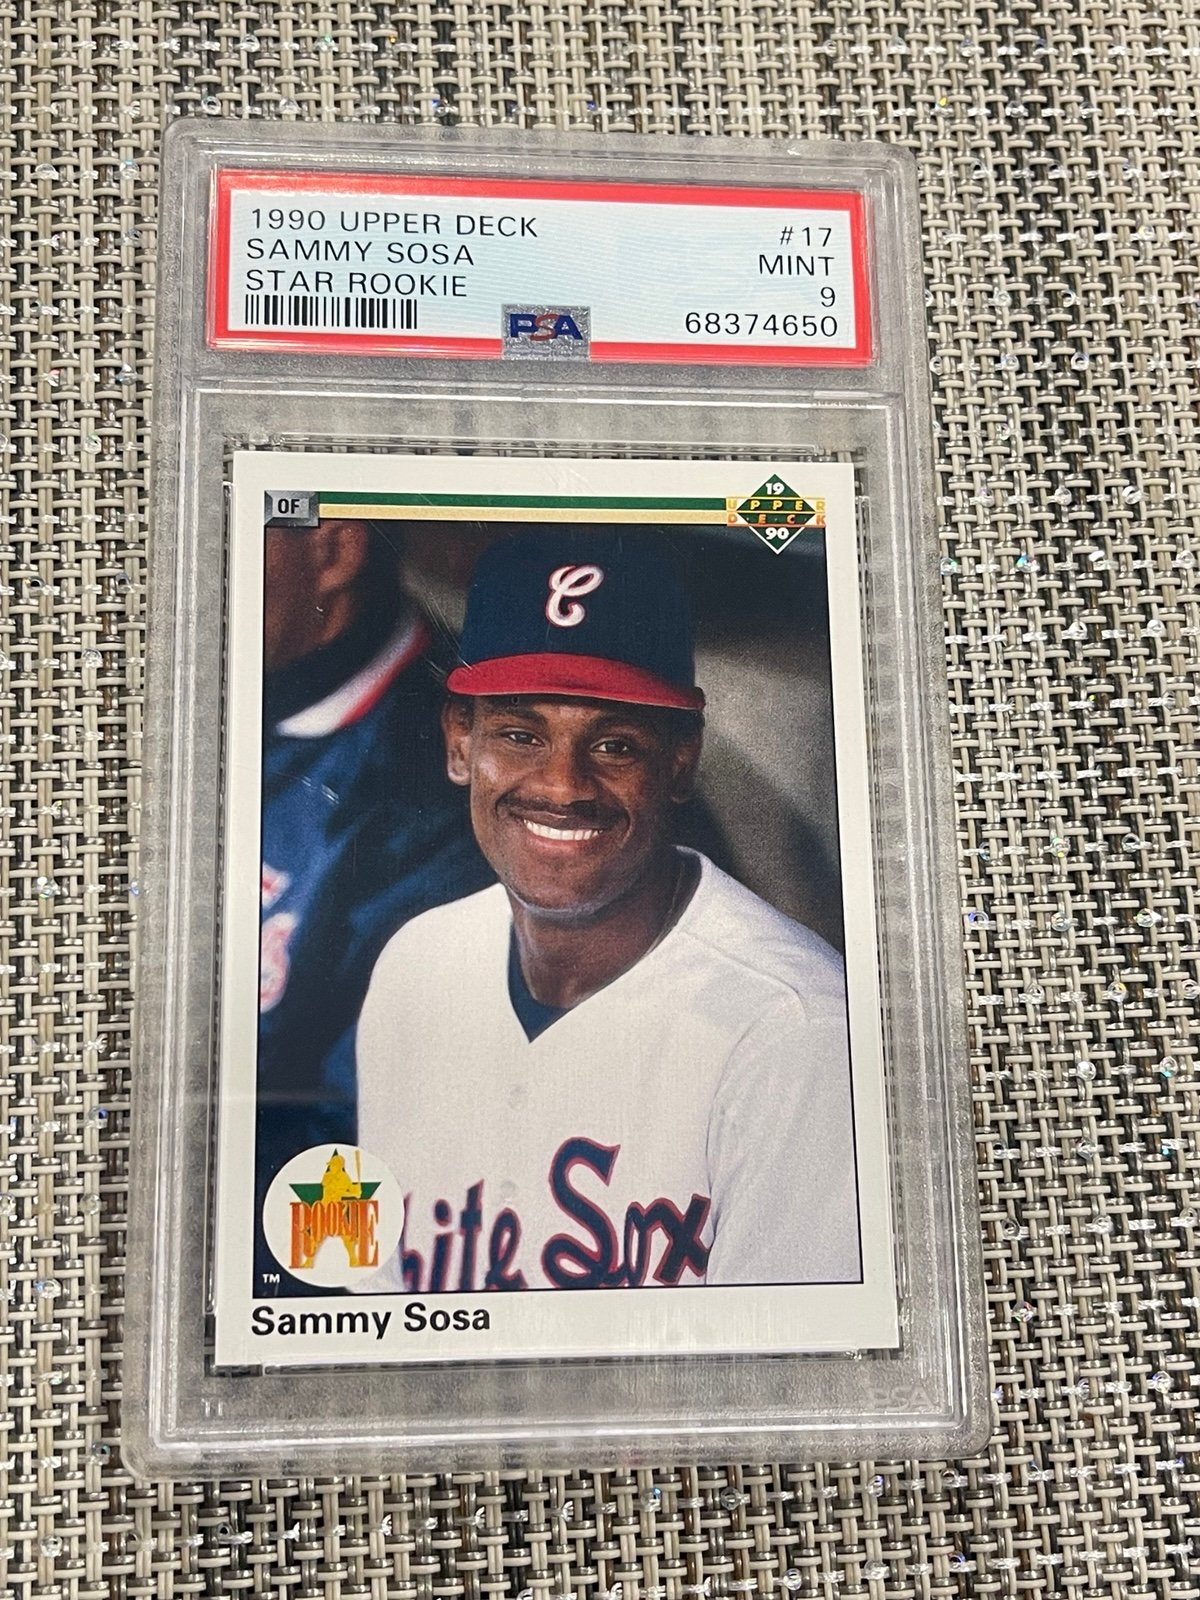 1990 UPPER DECK #17
SAMMY SOSA MINT
STAR ROOKIE 9
PSA 68374650
OF
19
UPPER
DECK
90
C
hite Sox
ROOKIE
TM
Sammy Sosa
PSA